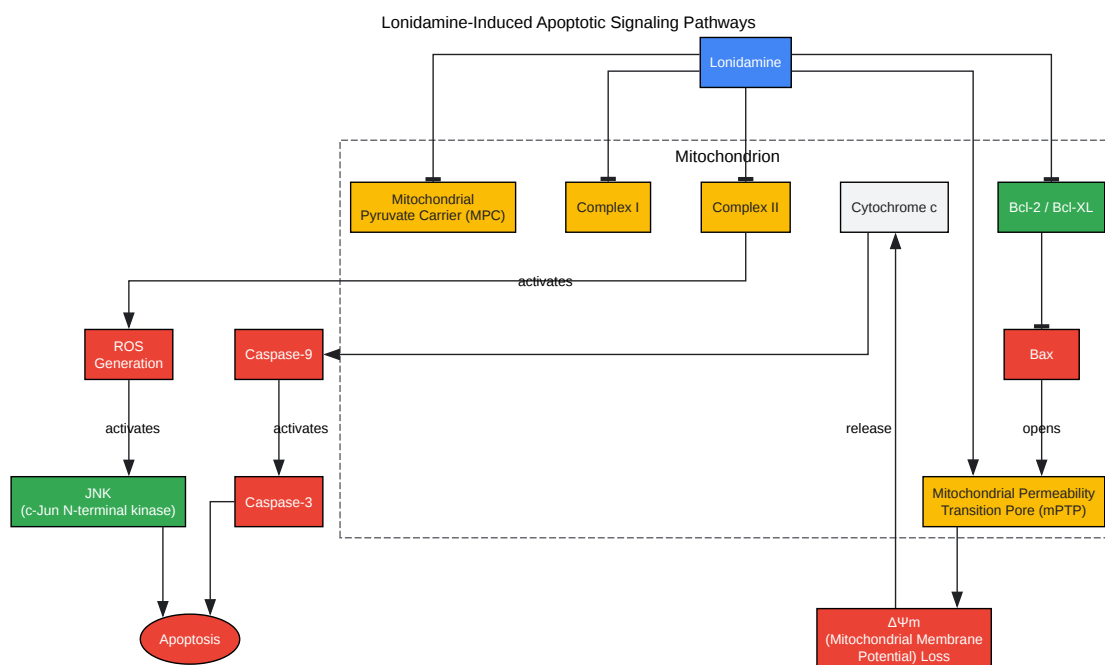 Lonidamine-Induced Apoptotic Signaling Pathways
Lonidamine
Mitochondrion
Mitochondrial
Pyruvate Carrier (MPC)
Complex I
Complex II
Cytochrome c
Bcl-2 / Bcl-XL
activates
ROS
Generation
Caspase-9
Bax
activates
activates
release
opens
JNK
(c-Jun N-terminal kinase)
Caspase-3
Mitochondrial Permeability
Transition Pore (mPTP)
Apoptosis
ΔΨm
(Mitochondrial Membrane
Potential) Loss